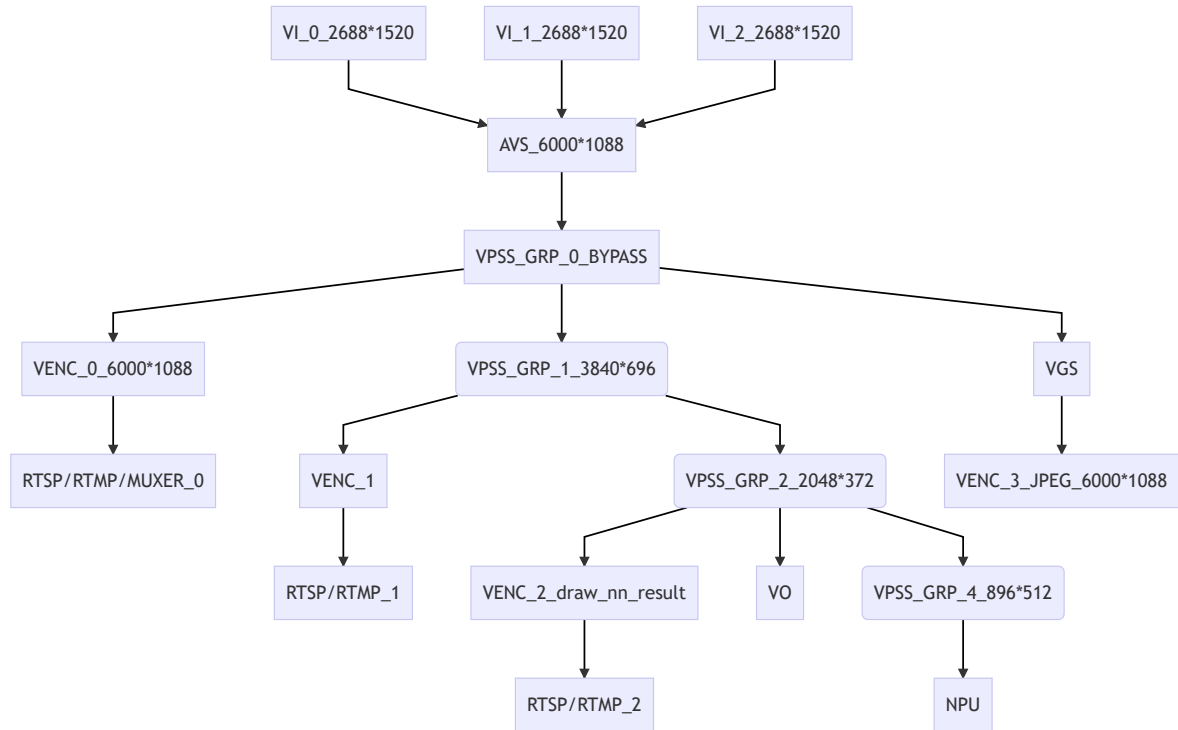 VI_0_2688*1520
VI_1_2688*1520
VI_2_2688*1520
AVS_6000*1088
VPSS_GRP_0_BYPASS
VENC_0_6000*1088
VPSS_GRP_1_3840*696
VGS
RTSP/RTMP/MUXER_0
VENC_1
VPSS_GRP_2_2048*372
VENC_3_JPEG_6000*1088
RTSP/RTMP_1
VENC_2_draw_nn_result
VO
VPSS_GRP_4_896*512
RTSP/RTMP_2
NPU